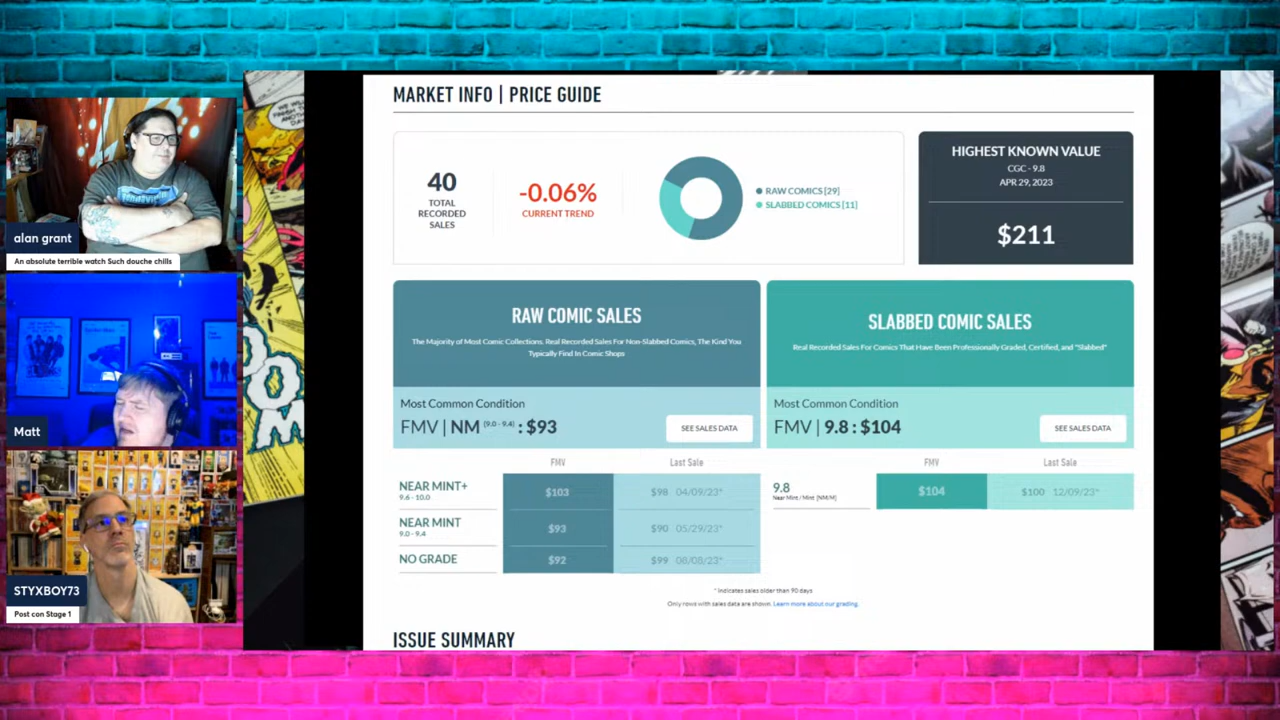 MARKET INFO | PRICE GUIDE
40
TOTAL
RECORDED
SALES
-0.06%
CURRENT TREND
RAW COMICS [29]
SLABBED COMICS [11]
HIGHEST KNOWN VALUE
CGC - 9.8
APR 29, 2023
$211
RAW COMIC SALES
The Majority of Most Comic Collections. Real Recorded Sales For Non-Slabbed Comics, The Kind You
Typically Find In Comic Shops
Most Common Condition
FMV | NM (9.0 - 9.4) : $93
SEE SALES DATA
FMV Last Sale
NEAR MINT+
9.6 - 10.0
$103 $98 04/09/23*
NEAR MINT
9.0 - 9.4
$93 $90 05/29/23*
NO GRADE $92 $99 08/08/23*
SLABBED COMIC SALES
Real Recorded Sales For Comics That Have Been Professionally Graded, Certified, and "Slabbed"
Most Common Condition
FMV | 9.8 : $104
SEE SALES DATA
FMV Last Sale
9.8
Near Mint / Mint [NM/M]
$104 $100 12/09/23*
* Indicates sales older than 90 days
Only rows with sales data are shown. Learn more about our grading.
ISSUE SUMMARY
alan grant
An absolute terrible watch Such douche chills
Matt
STYXBOY73
Post con Stage 1